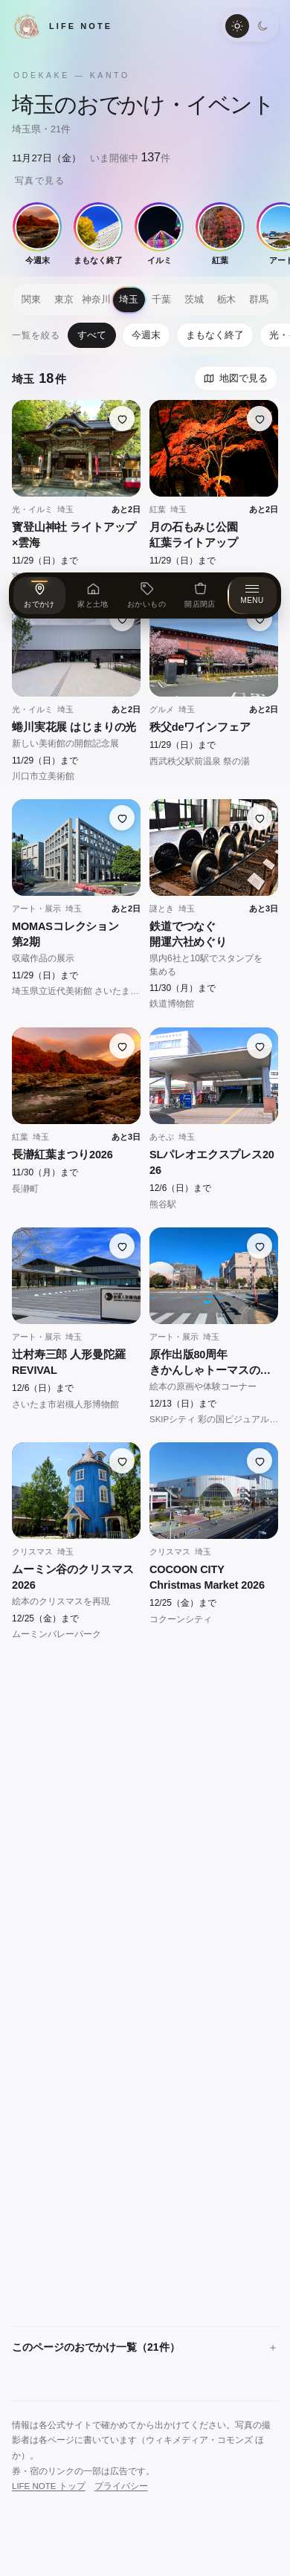 LIFE NOTE
ODEKAKE — KANTO
埼玉のおでかけ・イベント
埼玉県・21件
11月27日（金） いま開催中 137件
写真で見る
今週末 まもなく終了 イルミ 紅葉 アート
関東 東京 神奈川 埼玉 千葉 茨城 栃木 群馬
一覧を絞る すべて 今週末 まもなく終了 光・
埼玉 18件 地図で見る
光・イルミ 埼玉 あと2日
寳登山神社 ライトアップ
×雲海
11/29（日）まで
紅葉 埼玉 あと2日
月の石もみじ公園
紅葉ライトアップ
11/29（日）まで
おでかけ 家と土地 おかいもの 開店閉店 MENU
光・イルミ 埼玉 あと2日
蜷川実花展 はじまりの光
新しい美術館の開館記念展
11/29（日）まで
川口市立美術館
グルメ 埼玉 あと2日
秩父deワインフェア
11/29（日）まで
西武秩父駅前温泉 祭の湯
アート・展示 埼玉 あと2日
MOMASコレクション
第2期
収蔵作品の展示
11/29（日）まで
埼玉県立近代美術館 さいたま…
謎とき 埼玉 あと3日
鉄道でつなぐ
開運六社めぐり
県内6社と10駅でスタンプを
集める
11/30（月）まで
鉄道博物館
紅葉 埼玉 あと3日
長瀞紅葉まつり2026
11/30（月）まで
長瀞町
あそぶ 埼玉
SLパレオエクスプレス20
26
12/6（日）まで
熊谷駅
アート・展示 埼玉
辻村寿三郎 人形曼陀羅
REVIVAL
12/6（日）まで
さいたま市岩槻人形博物館
アート・展示 埼玉
原作出版80周年
きかんしゃトーマスの…
絵本の原画や体験コーナー
12/13（日）まで
SKIPシティ 彩の国ビジュアル…
クリスマス 埼玉
ムーミン谷のクリスマス
2026
絵本のクリスマスを再現
12/25（金）まで
ムーミンバレーパーク
クリスマス 埼玉
COCOON CITY
Christmas Market 2026
12/25（金）まで
コクーンシティ
このページのおでかけ一覧（21件） +
情報は各公式サイトで確かめてから出かけてください。写真の撮
影者は各ページに書いています（ウィキメディア・コモンズ ほ
か）。
券・宿のリンクの一部は広告です。
LIFE NOTE トップ プライバシー